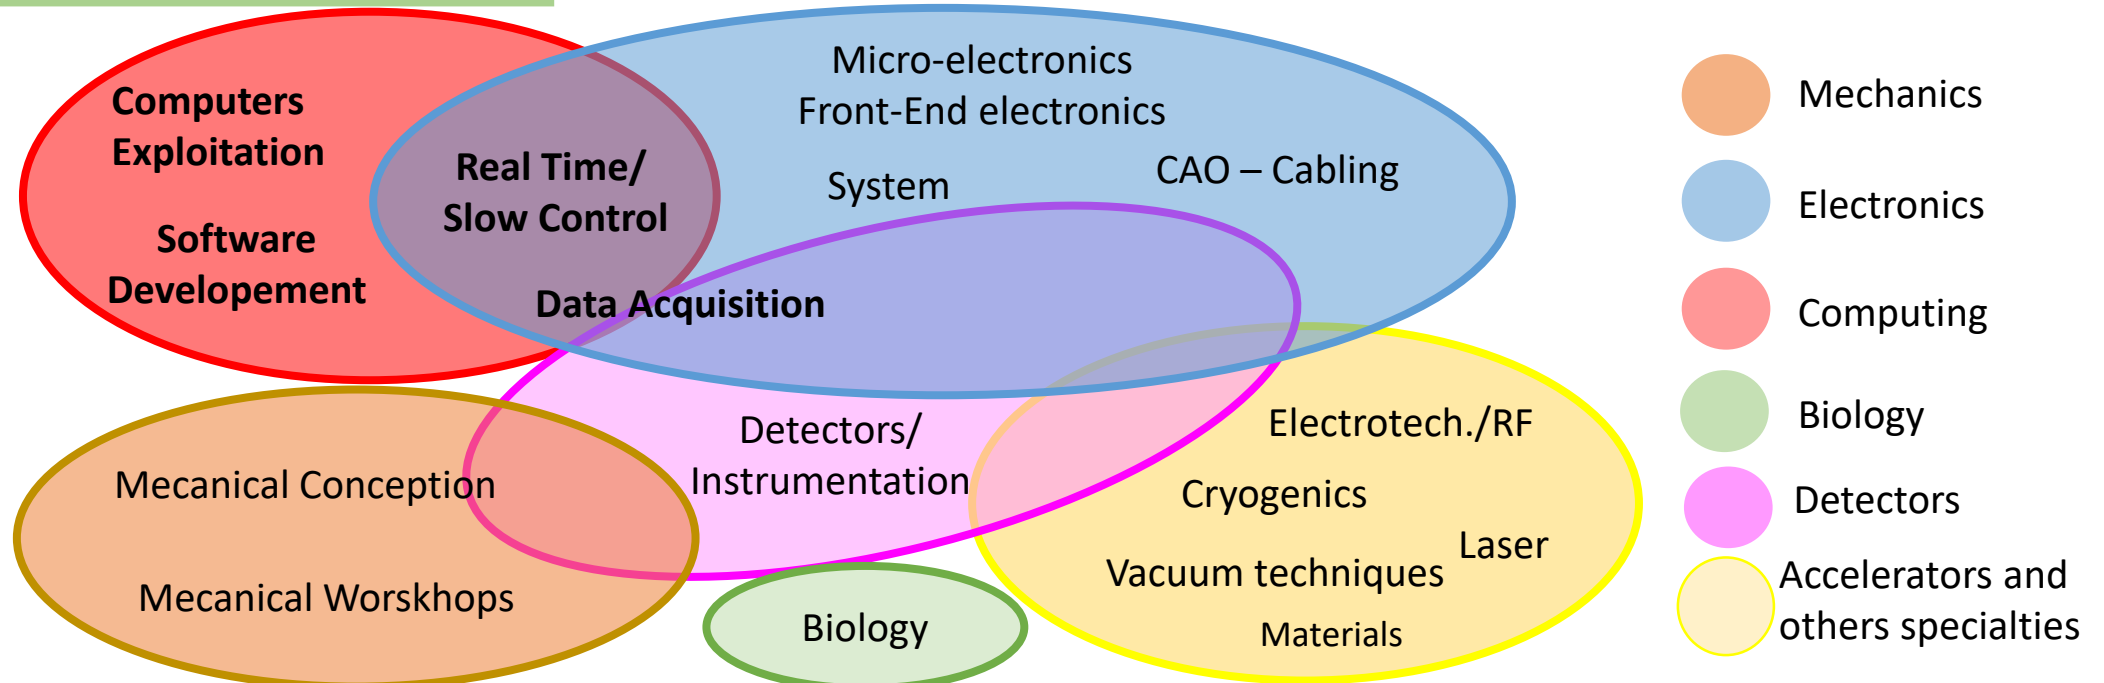 Computers
Exploitation
Software
Developement
Real Time/
Slow Control
Data Acquisition
Micro-electronics
Front-End electronics
System
CAO – Cabling
Detectors/
Instrumentation
Mecanical Conception
Mecanical Worskhops
Biology
Electrotech./RF
Cryogenics
Laser
Vacuum techniques
Materials
Mechanics
Electronics
Computing
Biology
Detectors
Accelerators and
others specialties